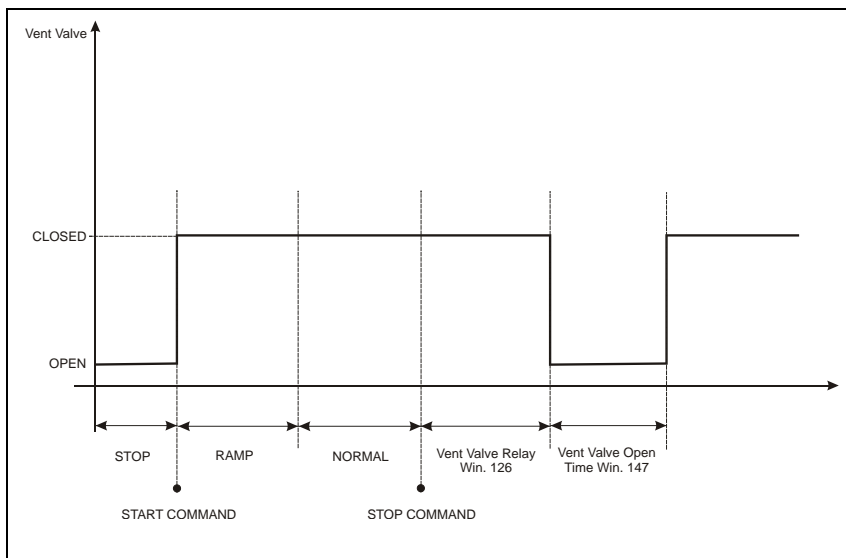 Vent Valve
CLOSED
OPEN
STOP
RAMP
NORMAL
Vent Valve Relay
Win. 126
Vent Valve Open
Time Win. 147
START COMMAND
STOP COMMAND